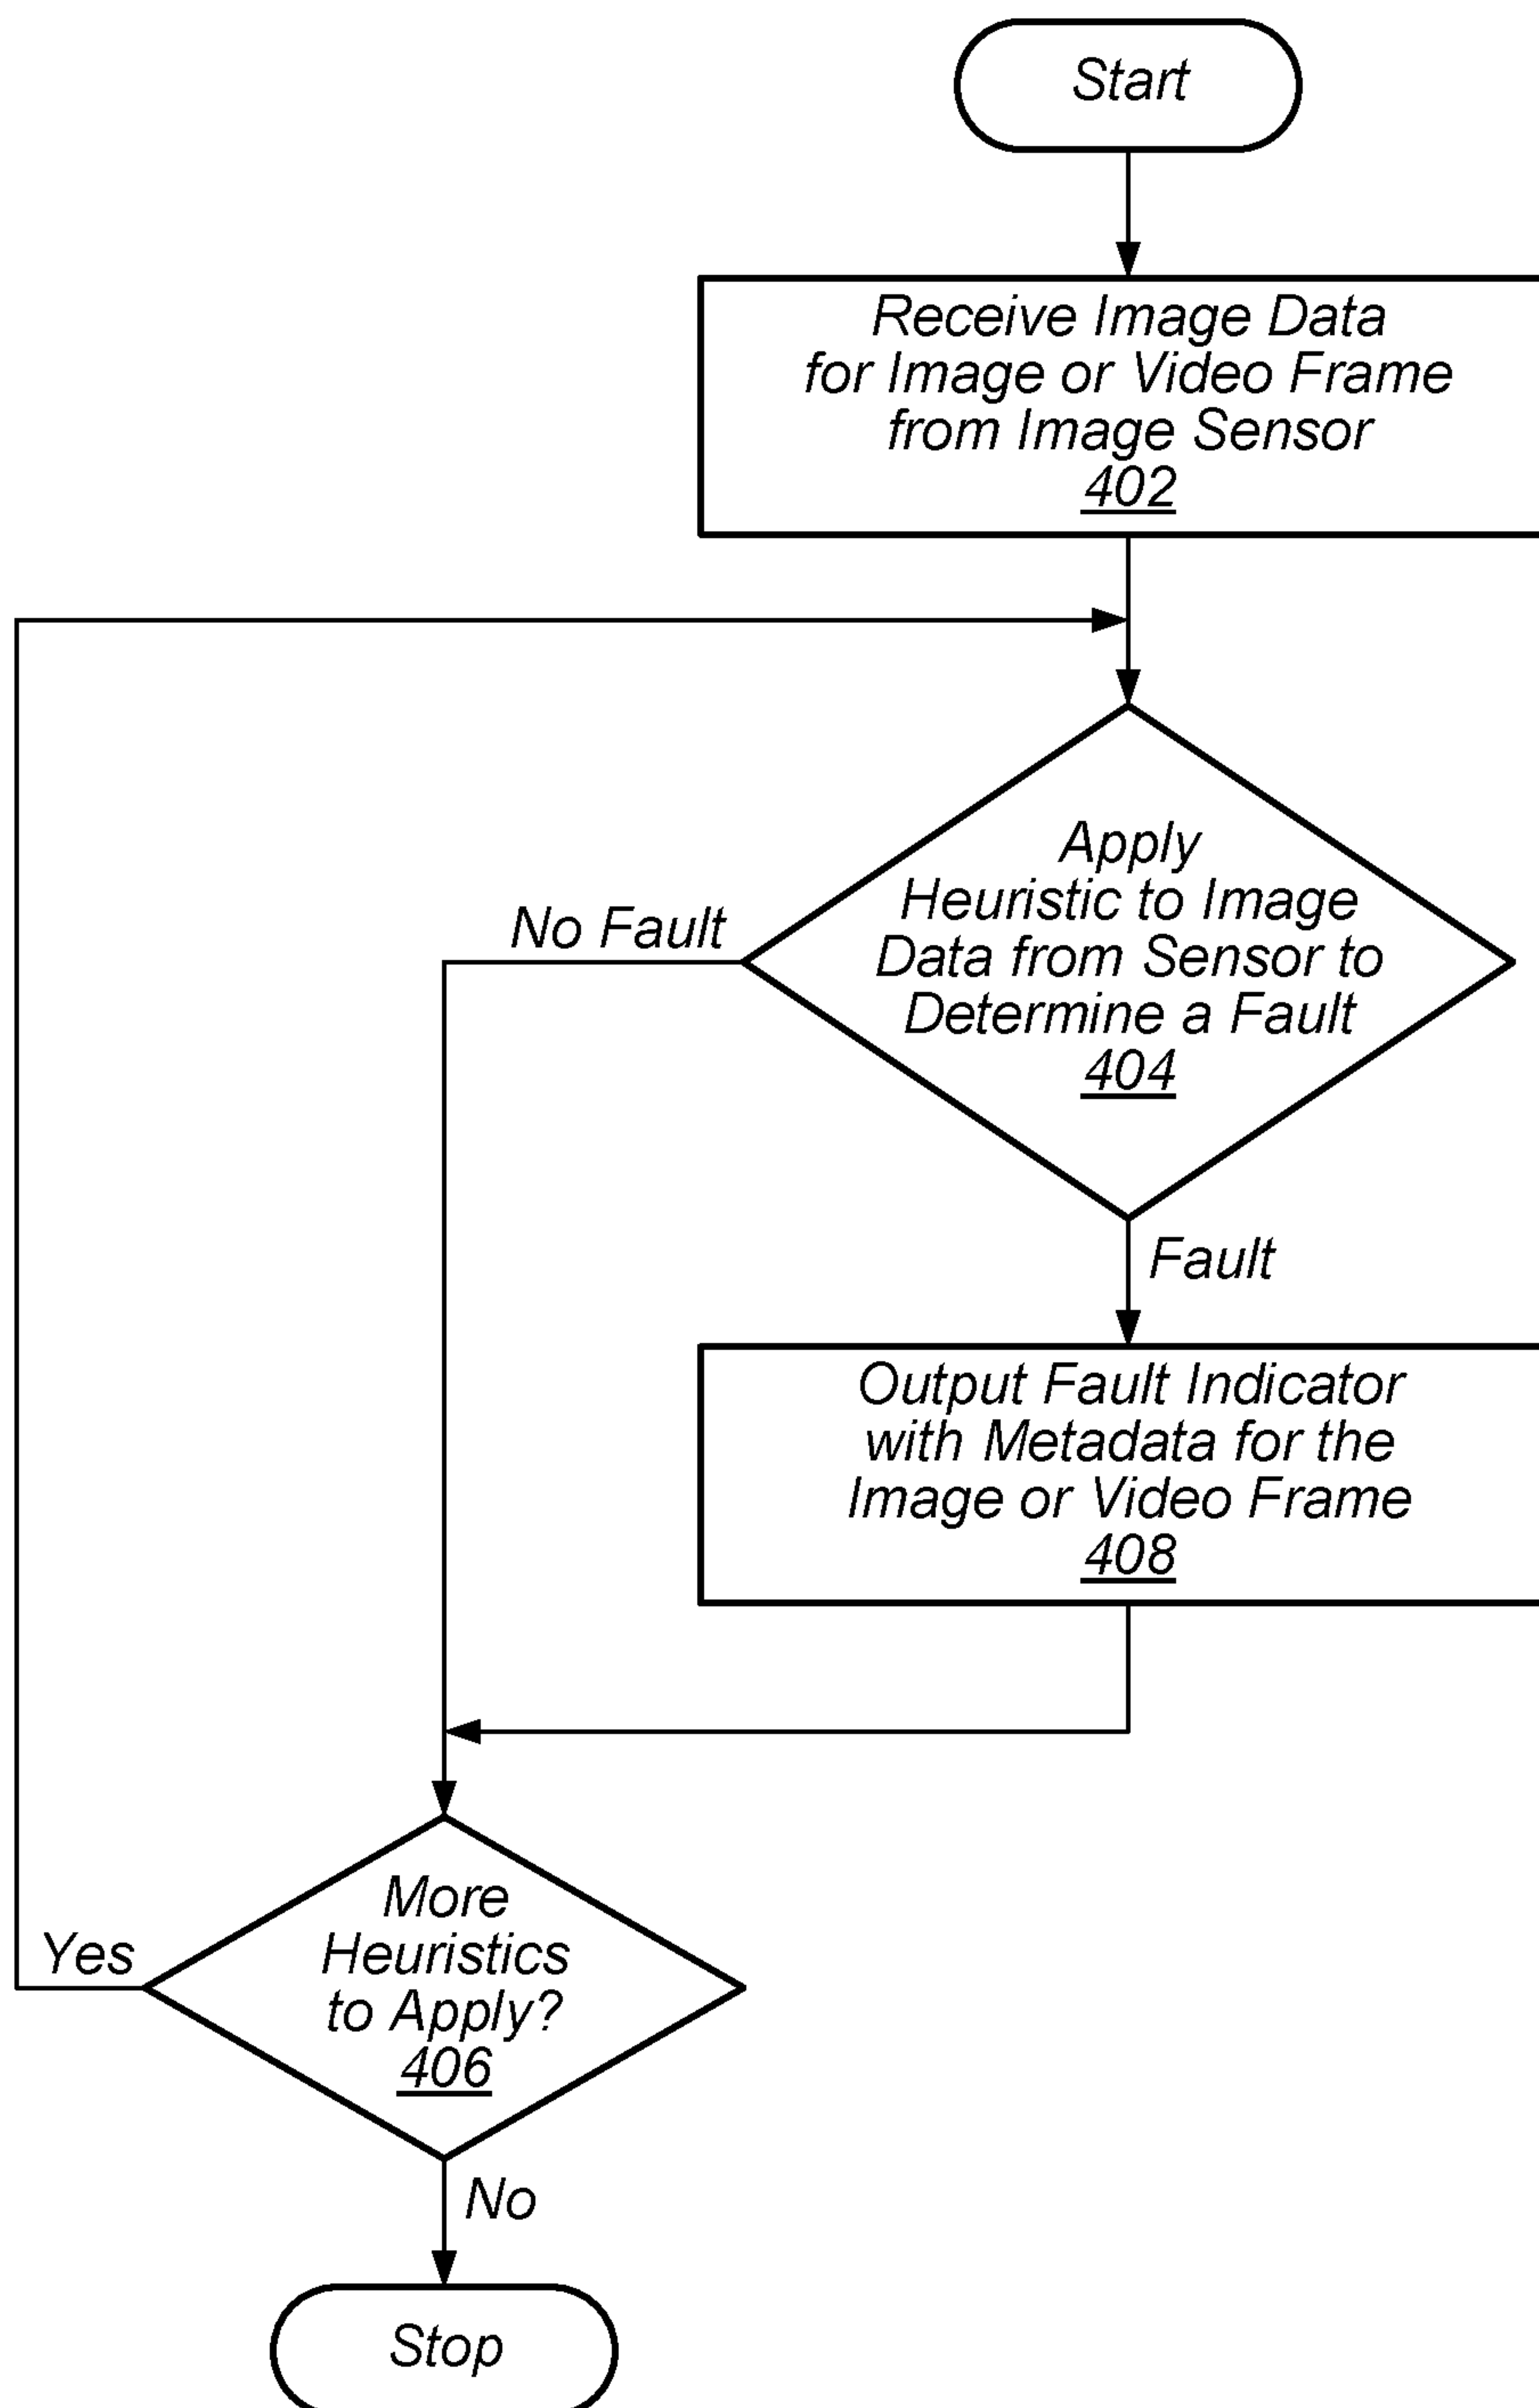 Start
Receive Image Data
for Image or Video Frame
from Image Sensor
402
Apply
Heuristic to Image
Data from Sensor to
Determine a Fault
404
No Fault
Fault
Output Fault Indicator
with Metadata for the
Image or Video Frame
408
More
Heuristics
to Apply?
406
Yes
No
Stop